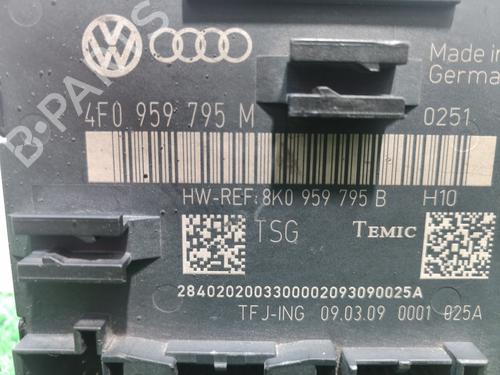 Made in
German
4F0 959 795 M
0251
HW-REF: 8K0 959 795 B H10
TSG
TEMIC
28402020033000002093090025A
TFJ-ING 09.03.09 0001 025A
B-PARTS